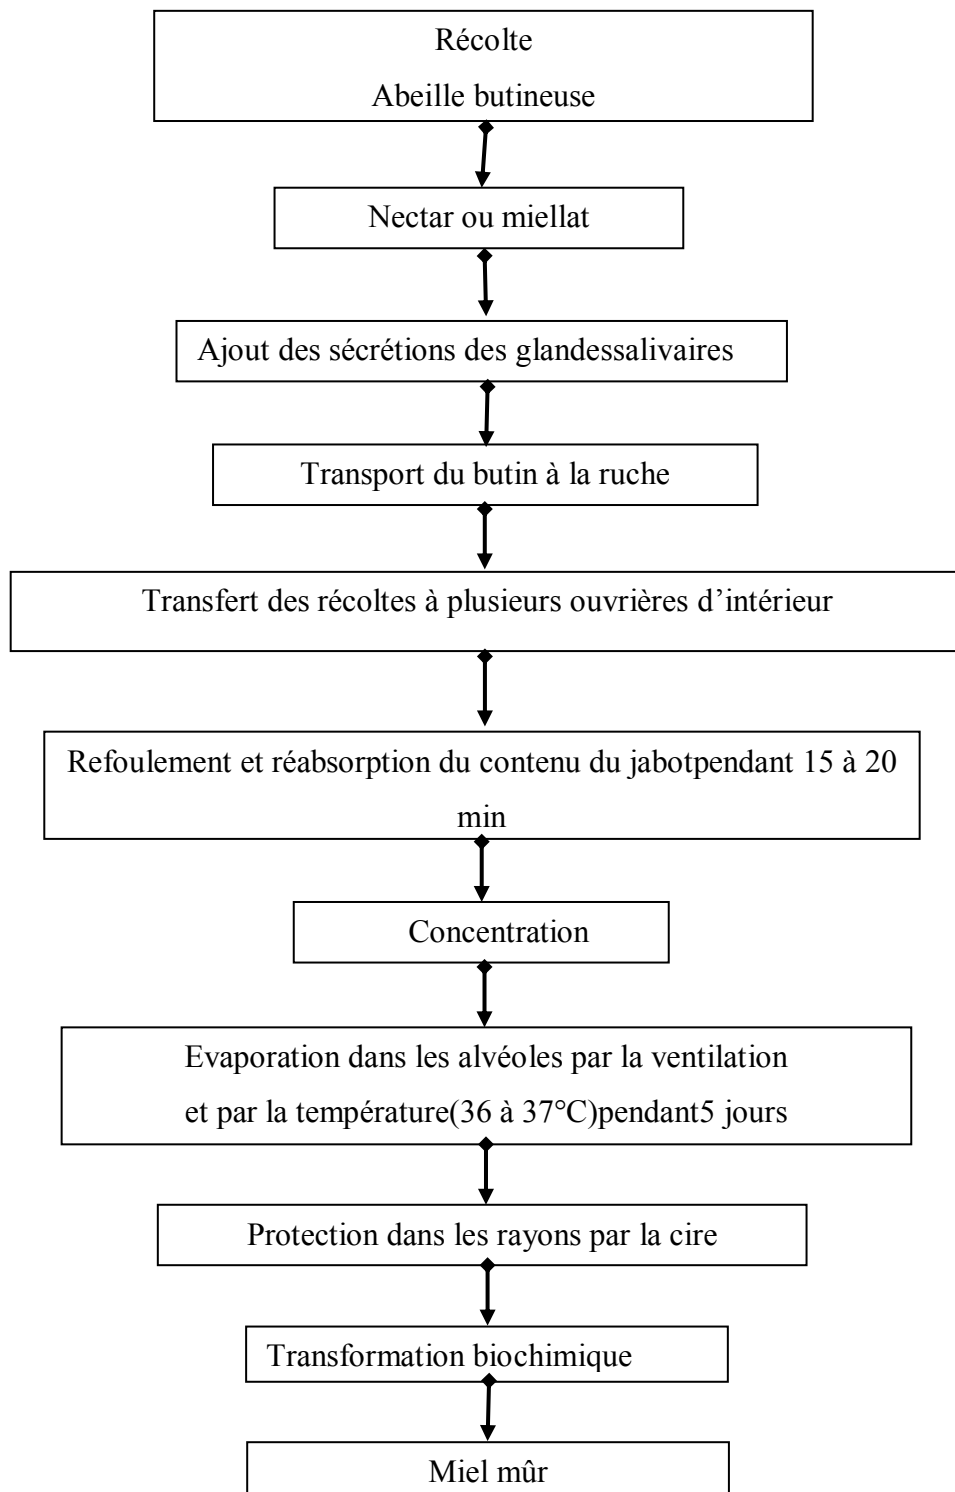 Récolte
Abeille butineuse
Nectar ou miellat
Ajout des sécrétions des glandessalivaires
Transport du butin à la ruche
Transfert des récoltes à plusieurs ouvrières d’intérieur
Refoulement et réabsorption du contenu du jabotpendant 15 à 20
min
Concentration
Evaporation dans les alvéoles par la ventilation
et par la température(36 à 37°C)pendant5 jours
Protection dans les rayons par la cire
Transformation biochimique
Miel mûr